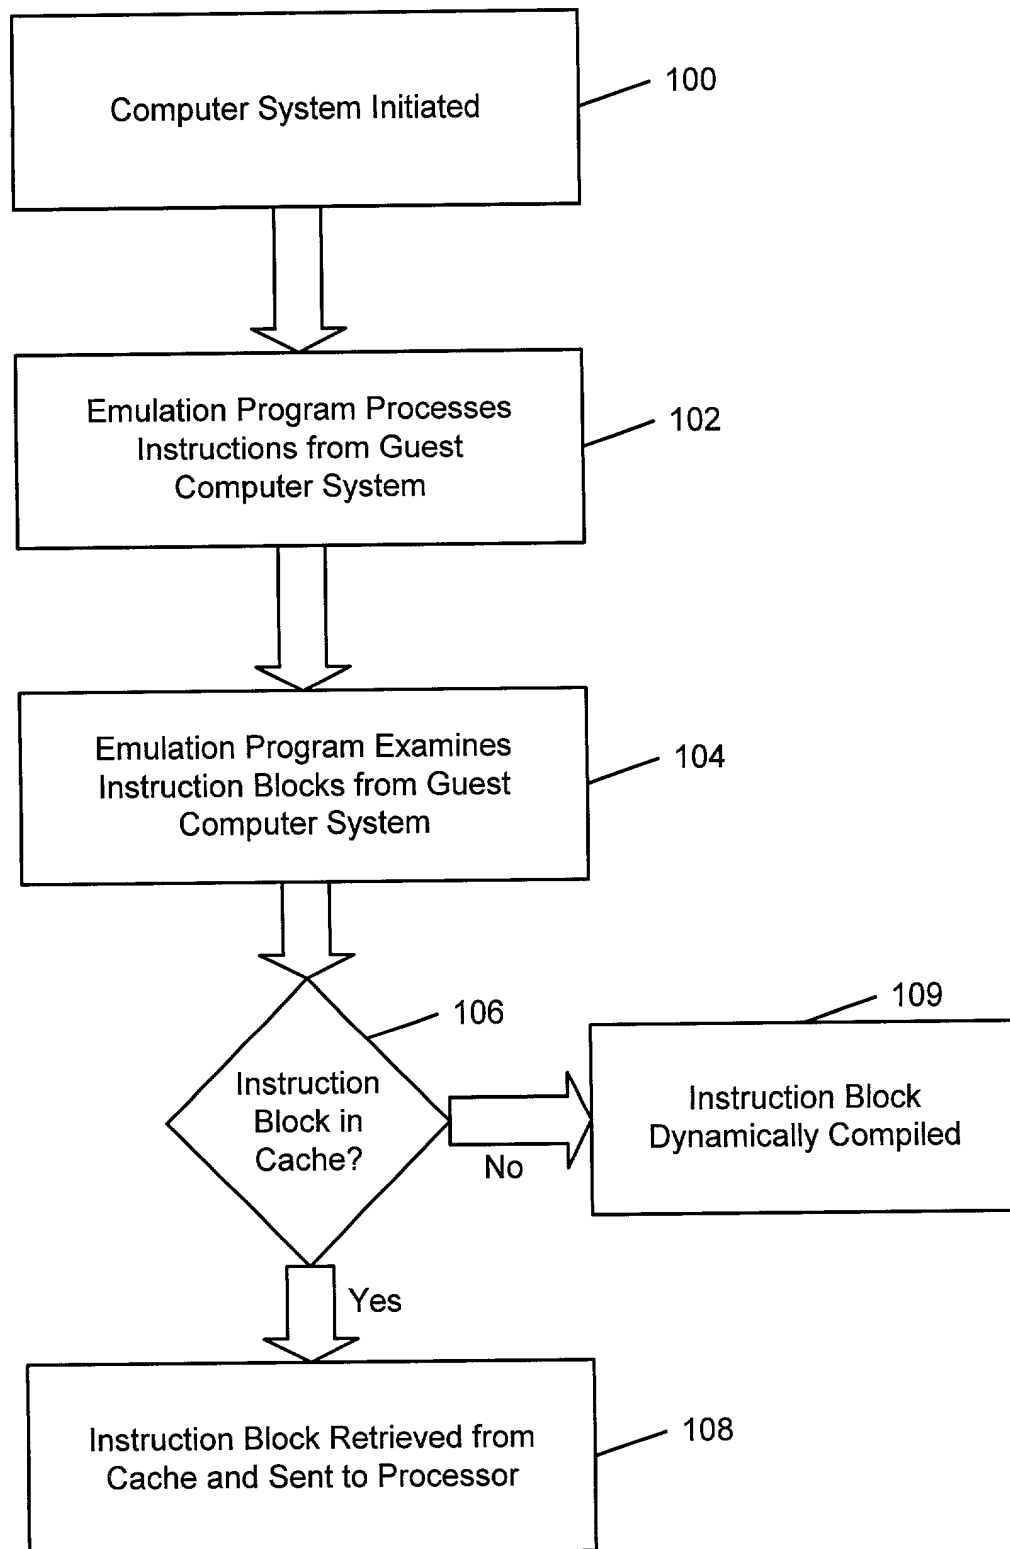 Computer System Initiated
100
Emulation Program Processes
Instructions from Guest
Computer System
102
Emulation Program Examines
Instruction Blocks from Guest
Computer System
104
106
Instruction
Block in
Cache?
No
109
Instruction Block
Dynamically Compiled
Yes
Instruction Block Retrieved from
Cache and Sent to Processor
108